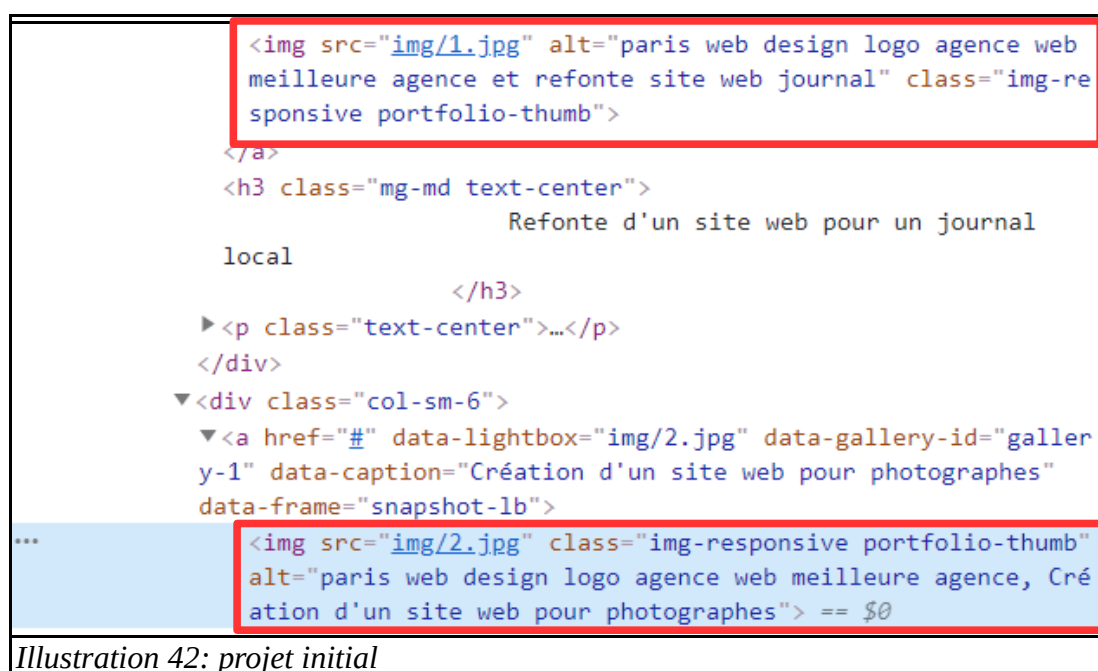 <img src="img/1.jpg" alt="paris web design logo agence web
meilleure agence et refonte site web journal" class="img-re
sponsive portfolio-thumb">
</a>
<h3 class="mg-md text-center">
Refonte d'un site web pour un journal
local
</h3>
▶<p class="text-center">…</p>
</div>
▼<div class="col-sm-6">
▼<a href="#" data-lightbox="img/2.jpg" data-gallery-id="galler
y-1" data-caption="Création d'un site web pour photographes"
data-frame="snapshot-lb">
... <img src="img/2.jpg" class="img-responsive portfolio-thumb"
alt="paris web design logo agence web meilleure agence, Cré
ation d'un site web pour photographes"> == $0
Illustration 42: projet initial